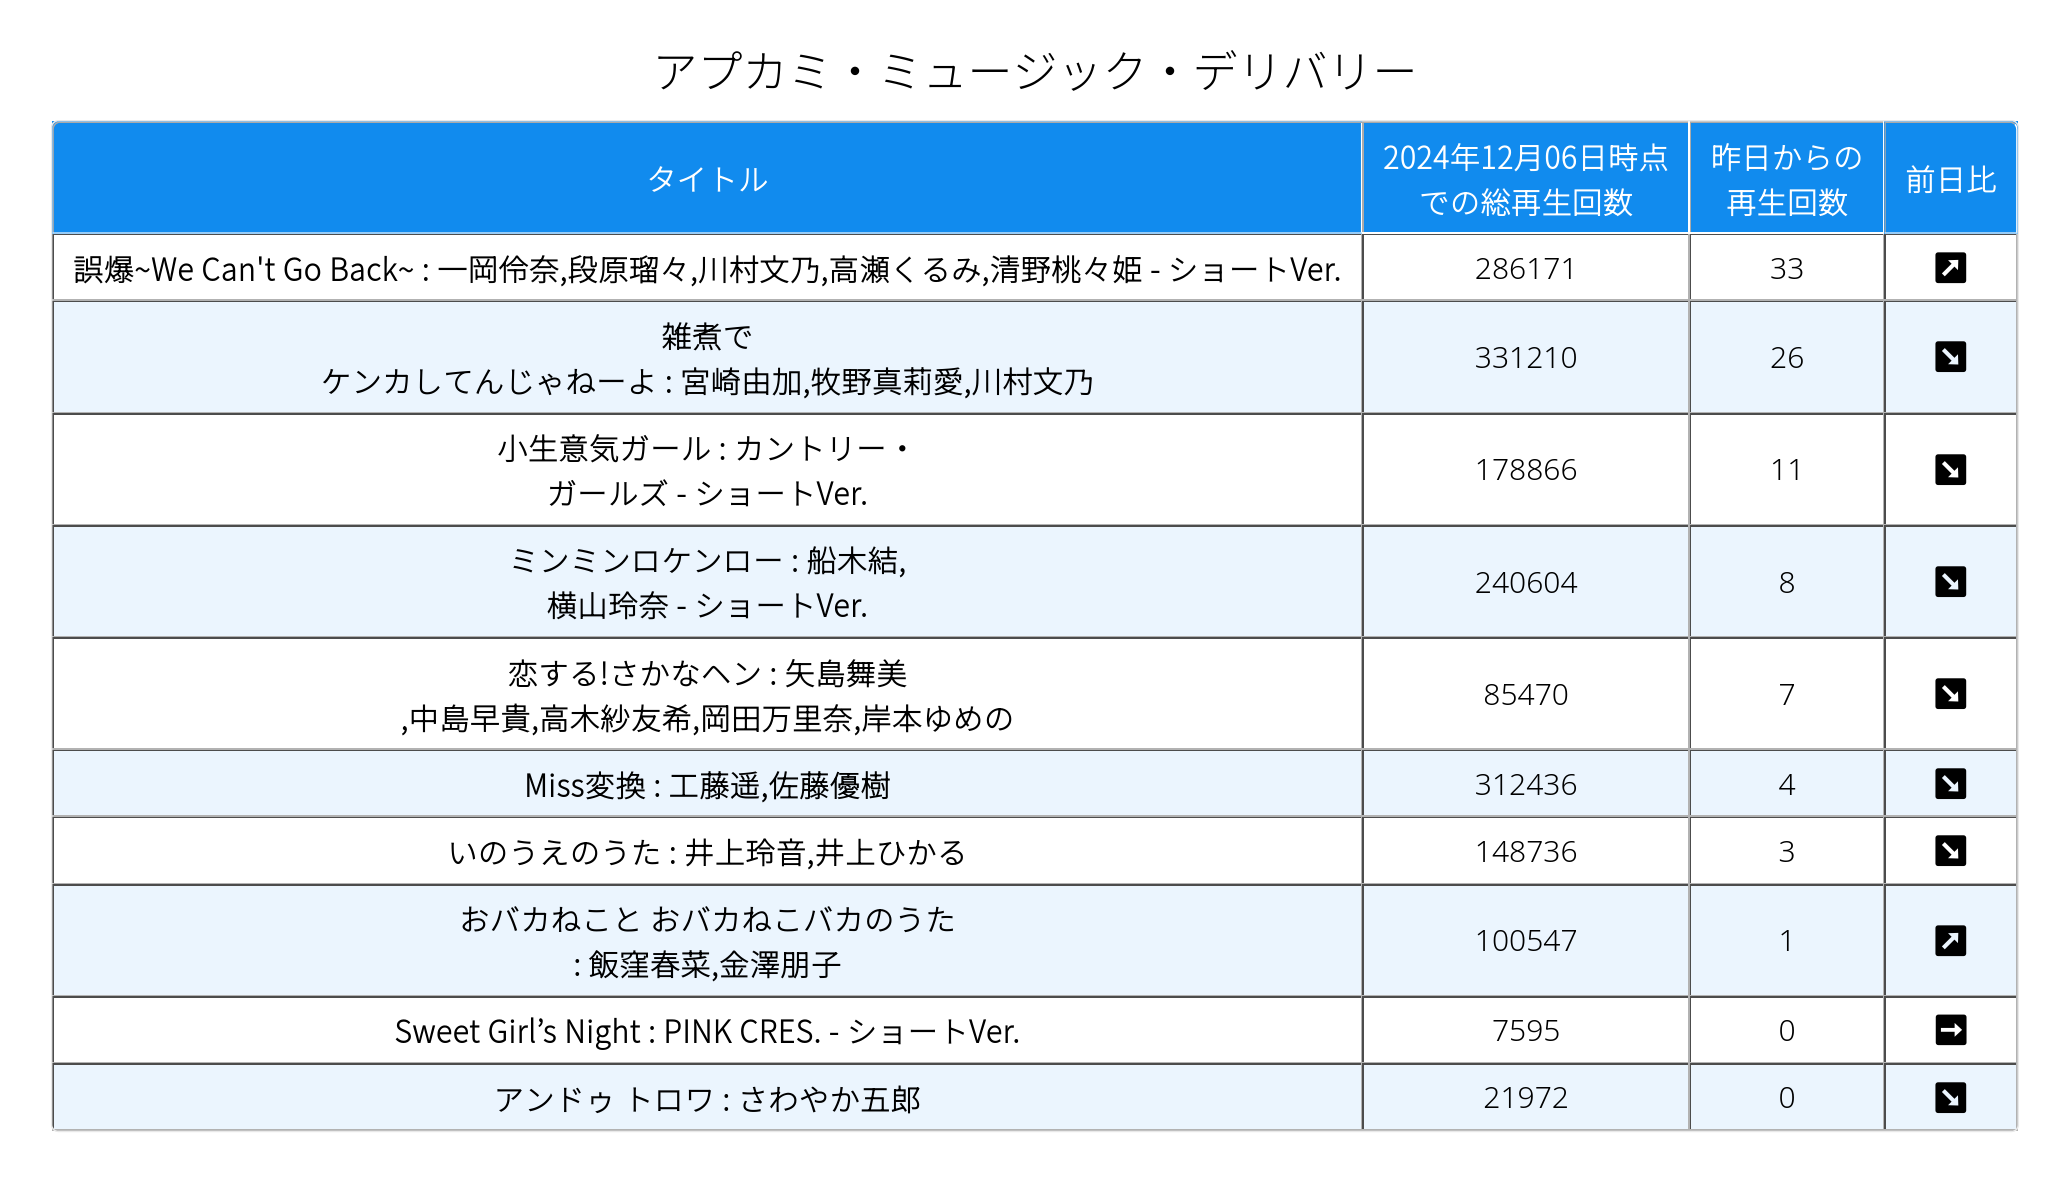 アプカミ・ミュージック・デリバリー
タイトル
2024年12月06日時点
での総再生回数
昨日からの
再生回数
前日比
誤爆~We Can't Go Back~ : 一岡伶奈,段原瑠々,川村文乃,高瀬くるみ,清野桃々姫 - ショートVer.
286171
33
↗
雑煮で
ケンカしてんじゃねーよ : 宮崎由加,牧野真莉愛,川村文乃
331210
26
↘
小生意気ガール : カントリー・
ガールズ - ショートVer.
178866
11
↘
ミンミンロケンロー : 船木結,
横山玲奈 - ショートVer.
240604
8
↘
恋する!さかなヘン : 矢島舞美
,中島早貴,高木紗友希,岡田万里奈,岸本ゆめの
85470
7
↘
Miss変換 : 工藤遥,佐藤優樹
312436
4
↘
いのうえのうた : 井上玲音,井上ひかる
148736
3
↘
おバカねこと おバカねこバカのうた
: 飯窪春菜,金澤朋子
100547
1
↗
Sweet Girl’s Night : PINK CRES. - ショートVer.
7595
0
→
アンドゥ トロワ : さわやか五郎
21972
0
↘